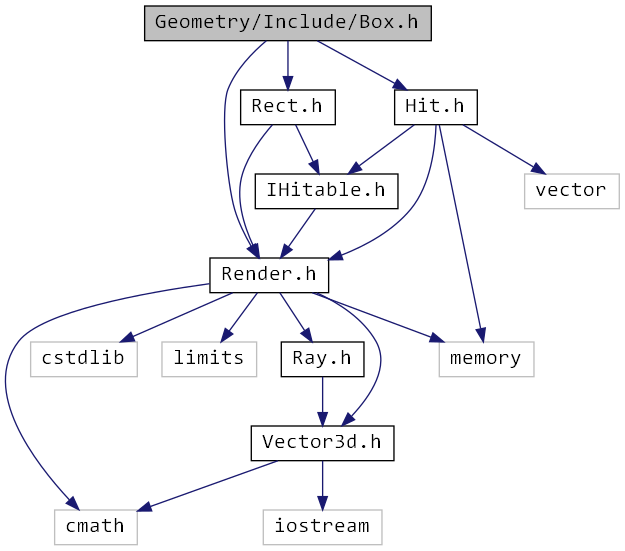 Geometry/Include/Box.h
Rect.h
Hit.h
IHitable.h
vector
Render.h
cstdlib
limits
Ray.h
memory
Vector3d.h
cmath
iostream